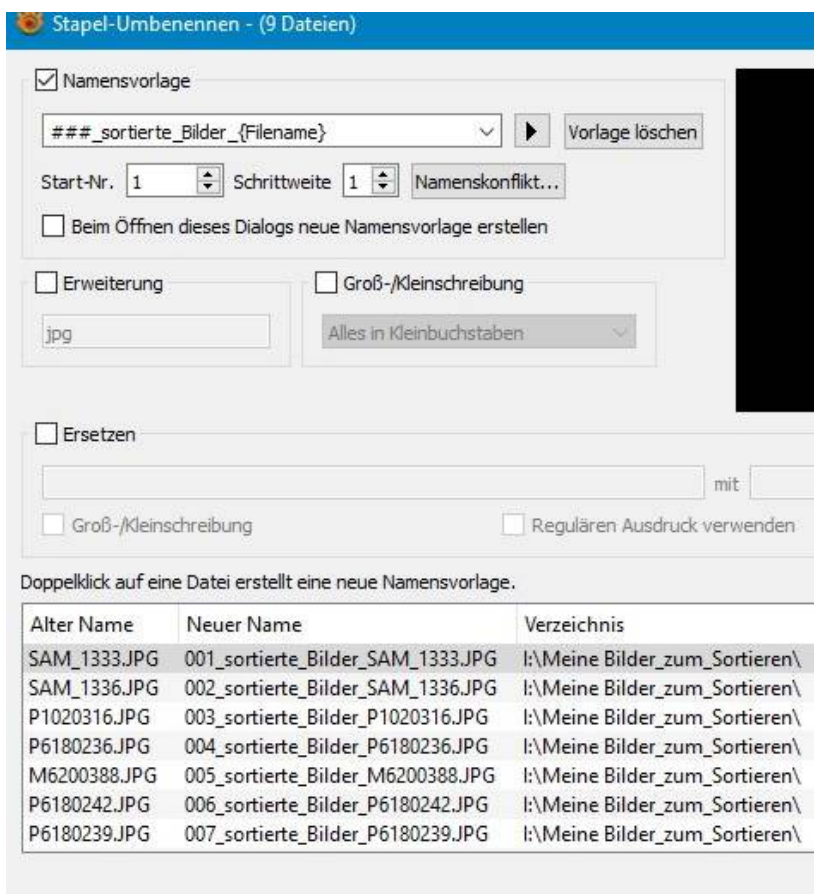 Stapel-Umbenennen - (9 Dateien)
Namensvorlage
###_sortierte_Bilder_{Filename} Vorlage löschen
Start-Nr. 1 Schrittweite 1 Namenskonflikt...
Beim Öffnen dieses Dialogs neue Namensvorlage erstellen
Erweiterung Groß-/Kleinschreibung
jpg Alles in Kleinbuchstaben
Ersetzen
mit
Groß-/Kleinschreibung Regulären Ausdruck verwenden
Doppelklick auf eine Datei erstellt eine neue Namensvorlage.
Alter Name Neuer Name Verzeichnis
SAM_1333.JPG 001_sortierte_Bilder_SAM_1333.JPG I:\Meine Bilder_zum_Sortieren\
SAM_1336.JPG 002_sortierte_Bilder_SAM_1336.JPG I:\Meine Bilder_zum_Sortieren\
P1020316.JPG 003_sortierte_Bilder_P1020316.JPG I:\Meine Bilder_zum_Sortieren\
P6180236.JPG 004_sortierte_Bilder_P6180236.JPG I:\Meine Bilder_zum_Sortieren\
M6200388.JPG 005_sortierte_Bilder_M6200388.JPG I:\Meine Bilder_zum_Sortieren\
P6180242.JPG 006_sortierte_Bilder_P6180242.JPG I:\Meine Bilder_zum_Sortieren\
P6180239.JPG 007_sortierte_Bilder_P6180239.JPG I:\Meine Bilder_zum_Sortieren\